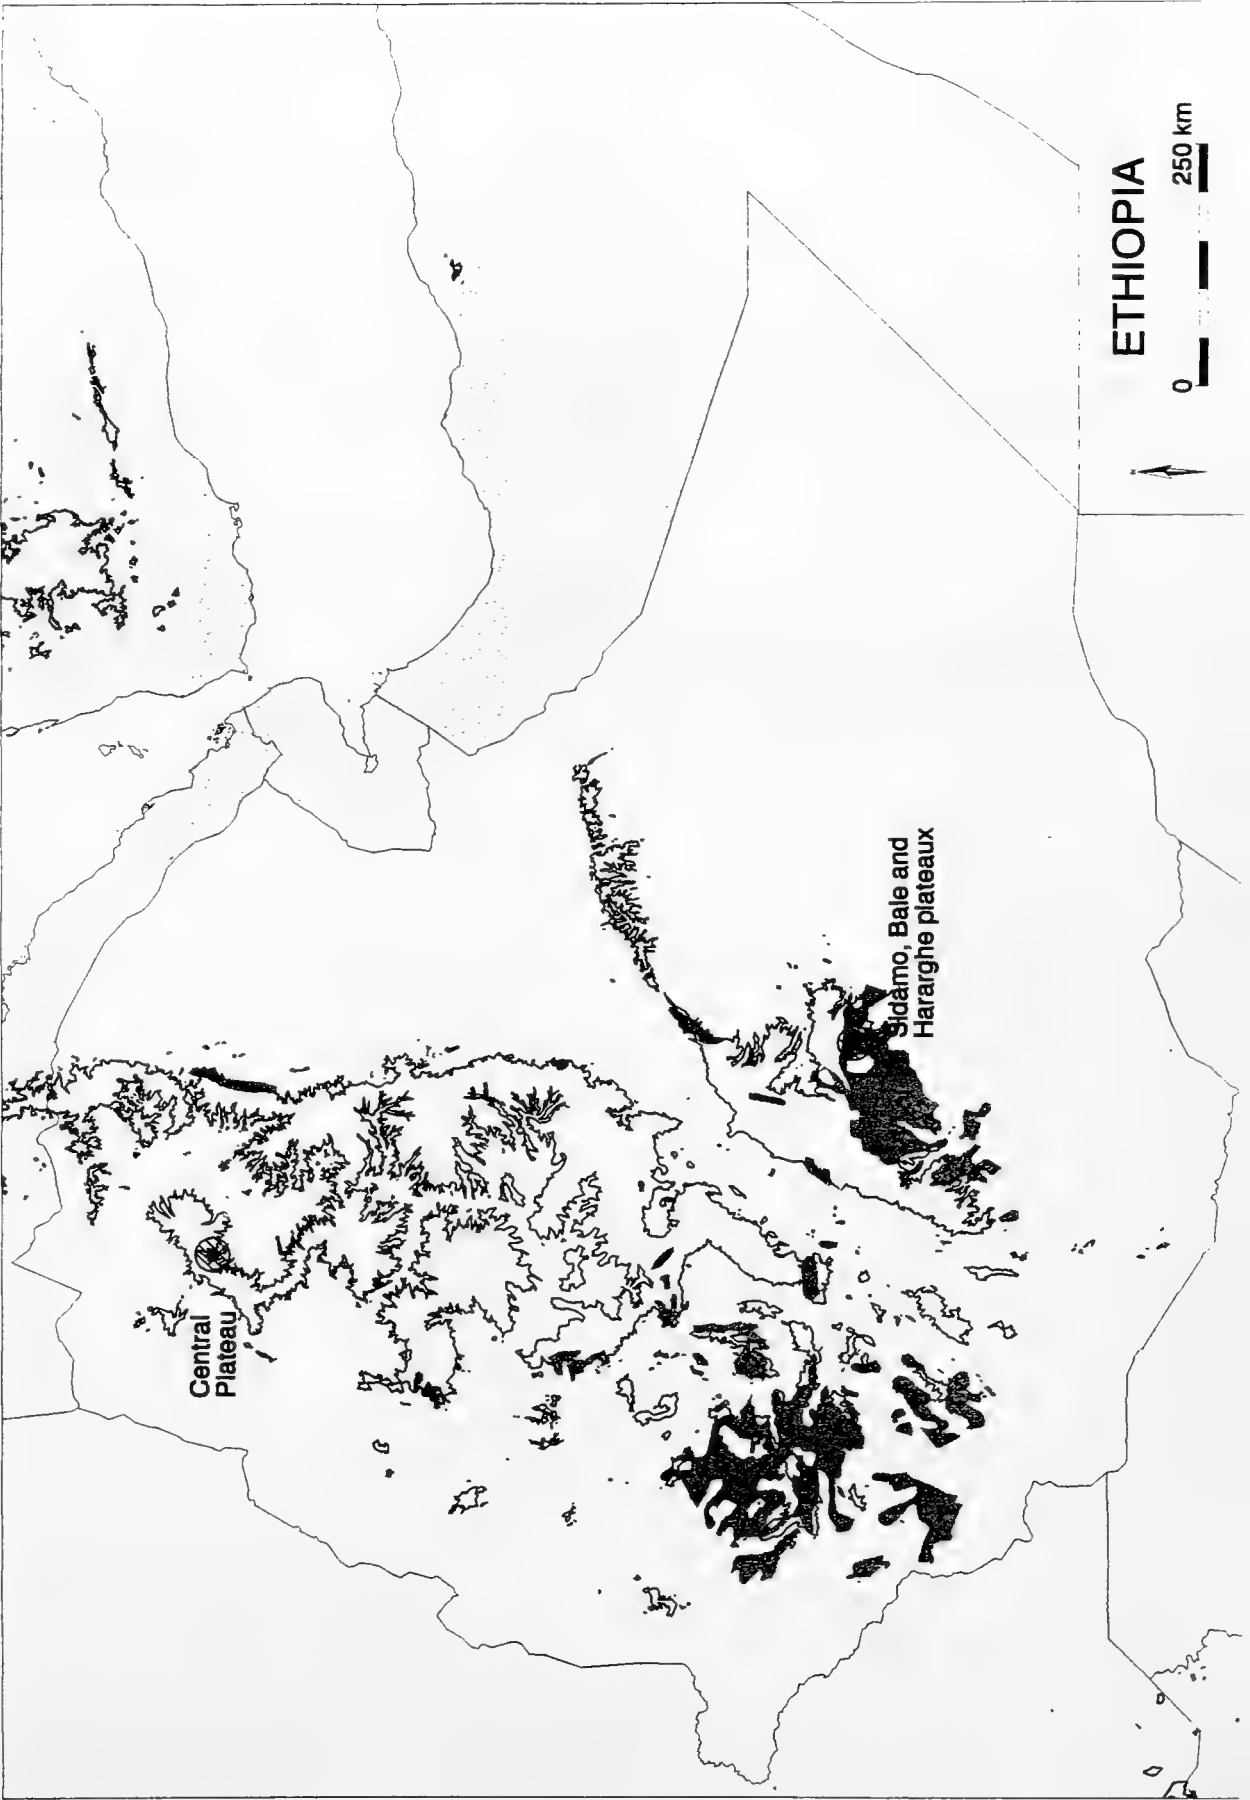 Central
Plateau
Sidamo, Bale and
Hararghe plateaux
ETHIOPIA
0 250 km